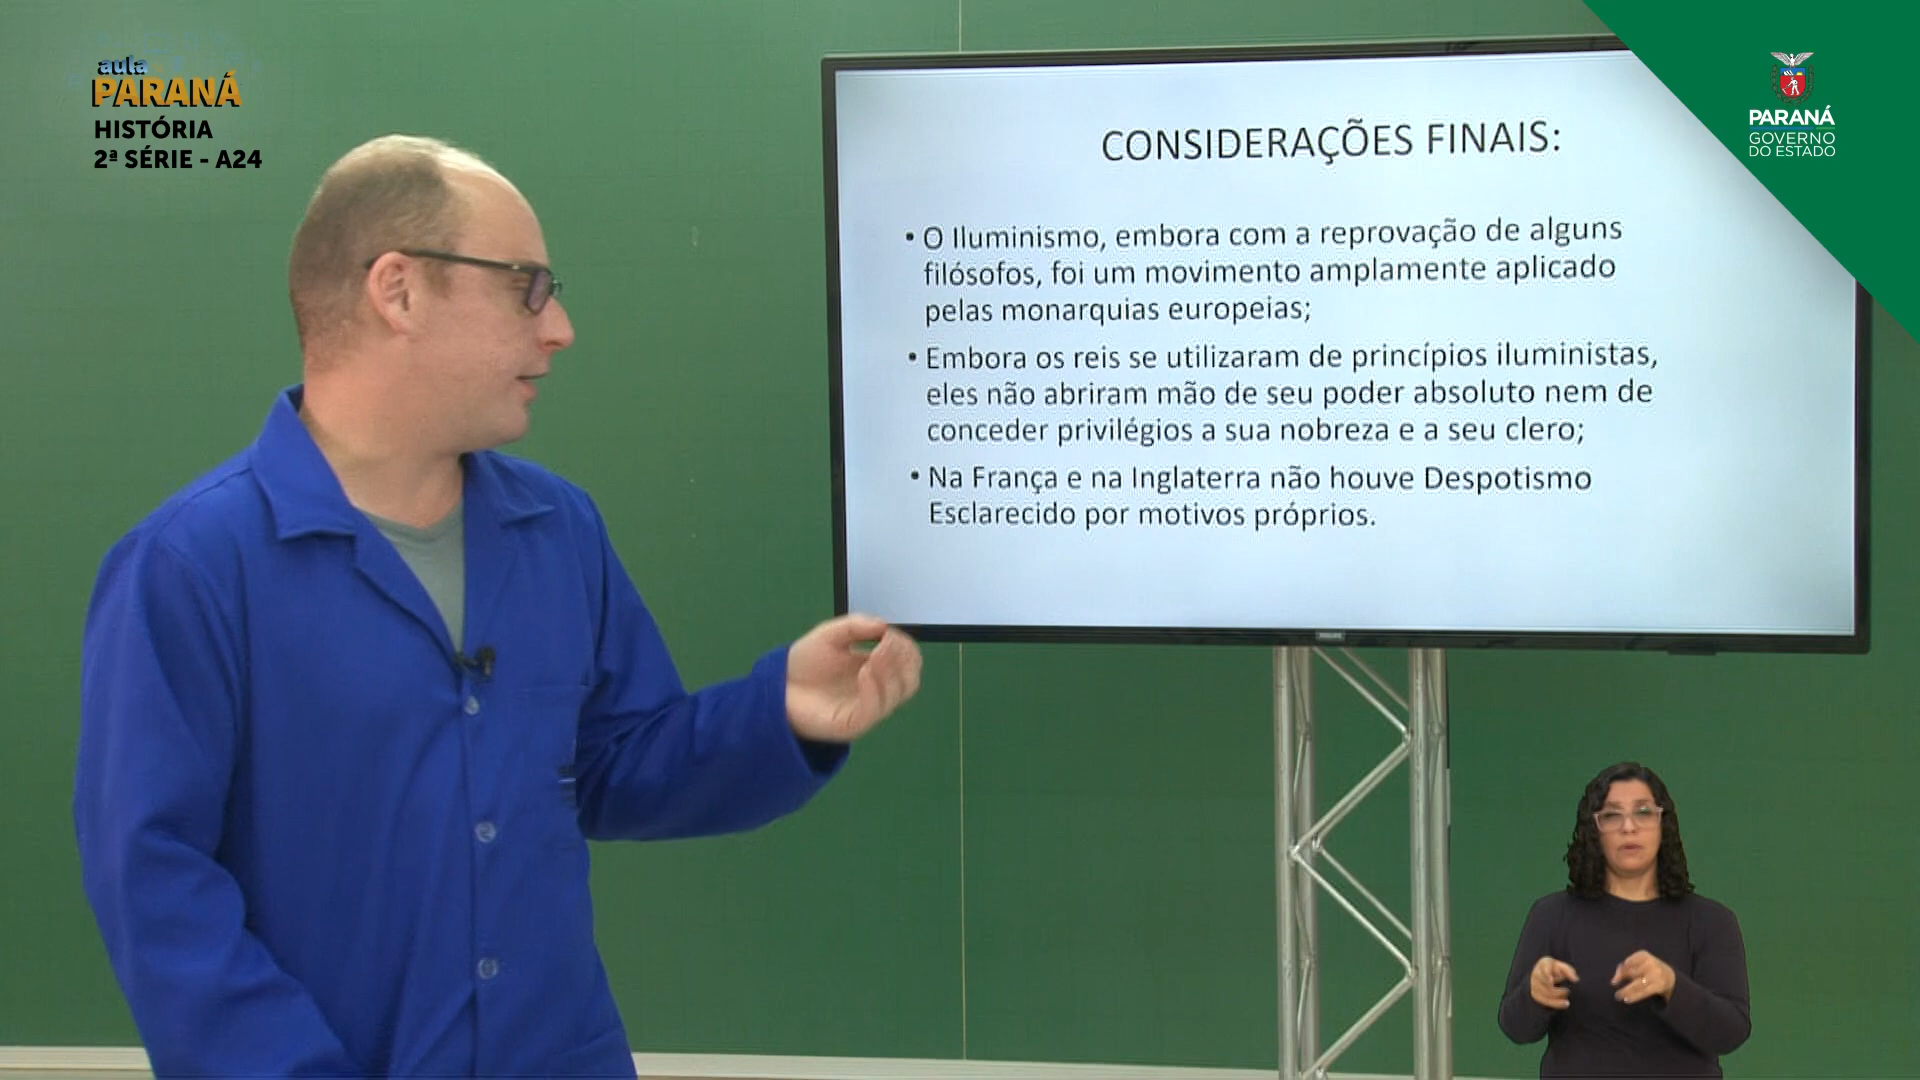 aula
PARANÁ
HISTÓRIA
2ª SÉRIE - A24
PARANÁ
GOVERNO
DO ESTADO
CONSIDERAÇÕES FINAIS:
• O Iluminismo, embora com a reprovação de alguns
filósofos, foi um movimento amplamente aplicado
pelas monarquias europeias;
• Embora os reis se utilizaram de princípios iluministas,
eles não abriram mão de seu poder absoluto nem de
conceder privilégios a sua nobreza e a seu clero;
• Na França e na Inglaterra não houve Despotismo
Esclarecido por motivos próprios.
PHILIPS